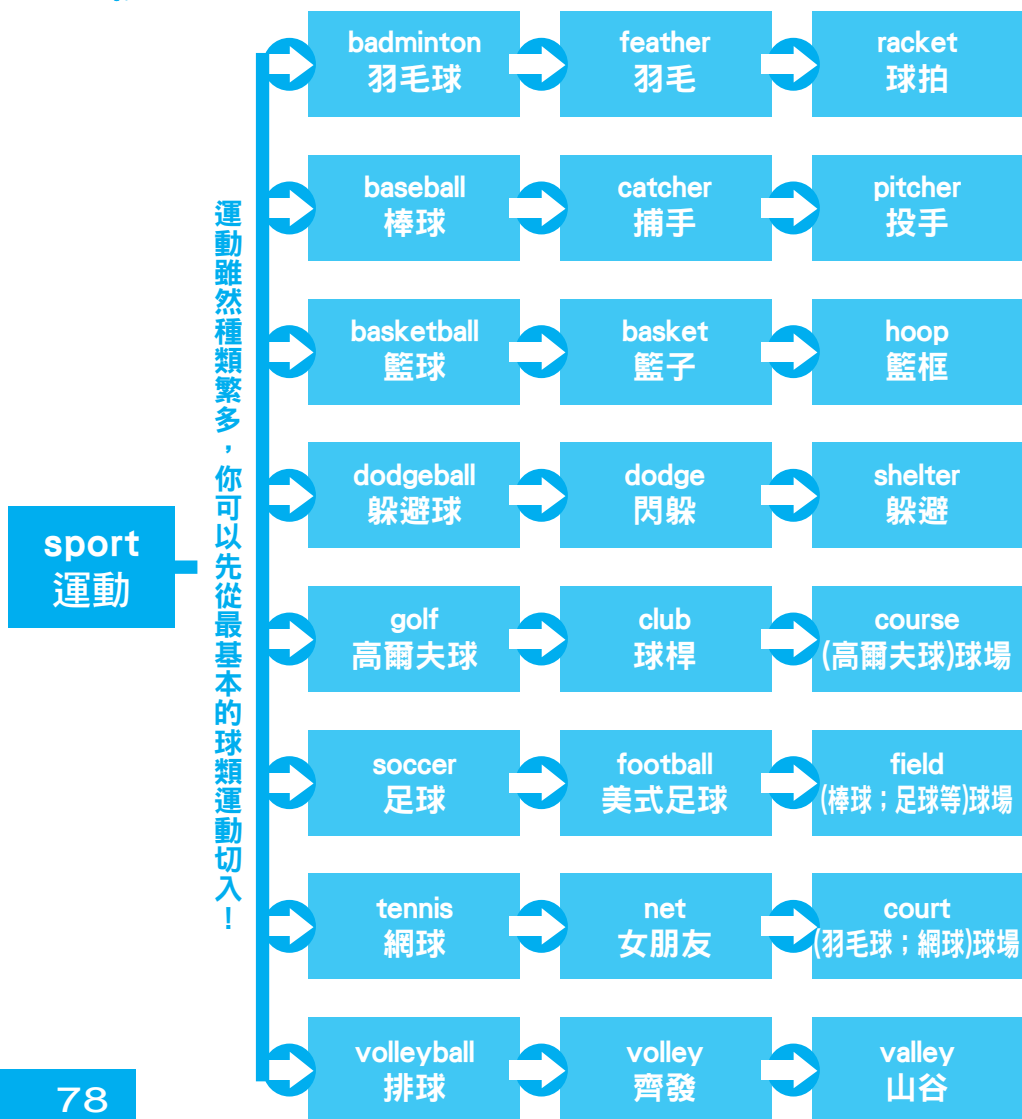 sport
運動
運動雖然種類繁多，你可以先從最基本的球類運動切入！
badminton
羽毛球
feather
羽毛
racket
球拍
baseball
棒球
catcher
捕手
pitcher
投手
basketball
籃球
basket
籃子
hoop
籃框
dodgeball
躲避球
dodge
閃躲
shelter
躲避
golf
高爾夫球
club
球桿
course
(高爾夫球)球場
soccer
足球
football
美式足球
field
(棒球；足球等)球場
tennis
網球
net
女朋友
court
(羽毛球；網球)球場
volleyball
排球
volley
齊發
valley
山谷
78